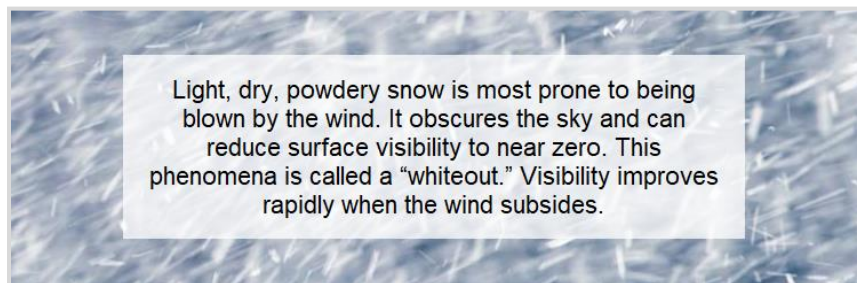 Light, dry, powdery snow is most prone to being
blown by the wind. It obscures the sky and can
reduce surface visibility to near zero. This
phenomena is called a “whiteout.” Visibility improves
rapidly when the wind subsides.